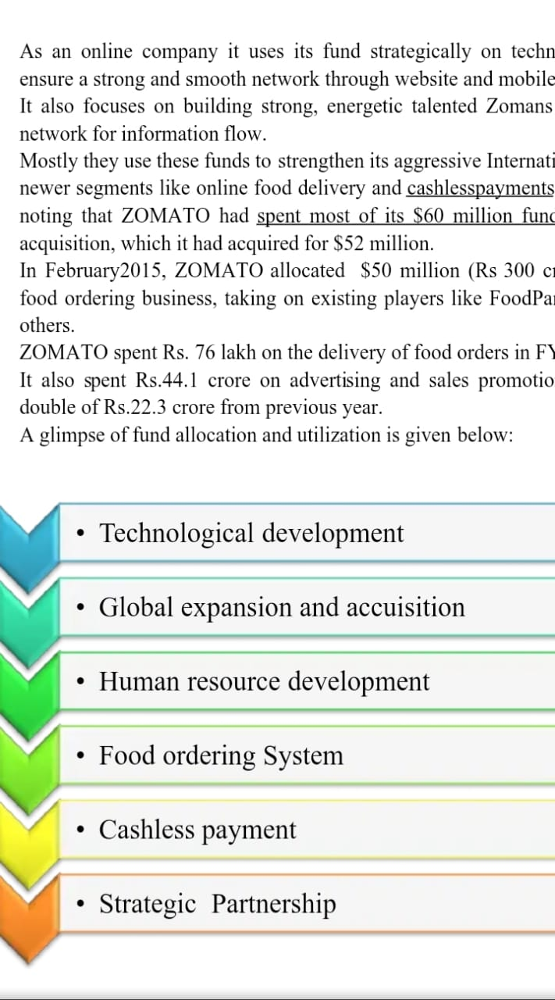 As an online company it uses its fund strategically on techn
ensure a strong and smooth network through website and mobile
It also focuses on building strong, energetic talented Zomans
network for information flow.
Mostly they use these funds to strengthen its aggressive Internati
newer segments like online food delivery and cashlesspayments
noting that ZOMATO had spent most of its $60 million fund
acquisition, which it had acquired for $52 million.
In February2015, ZOMATO allocated $50 million (Rs 300 cr
food ordering business, taking on existing players like FoodPan
others.
ZOMATO spent Rs. 76 lakh on the delivery of food orders in FY
It also spent Rs.44.1 crore on advertising and sales promotio
double of Rs.22.3 crore from previous year.
A glimpse of fund allocation and utilization is given below:
• Technological development
• Global expansion and accuisition
• Human resource development
• Food ordering System
• Cashless payment
• Strategic Partnership